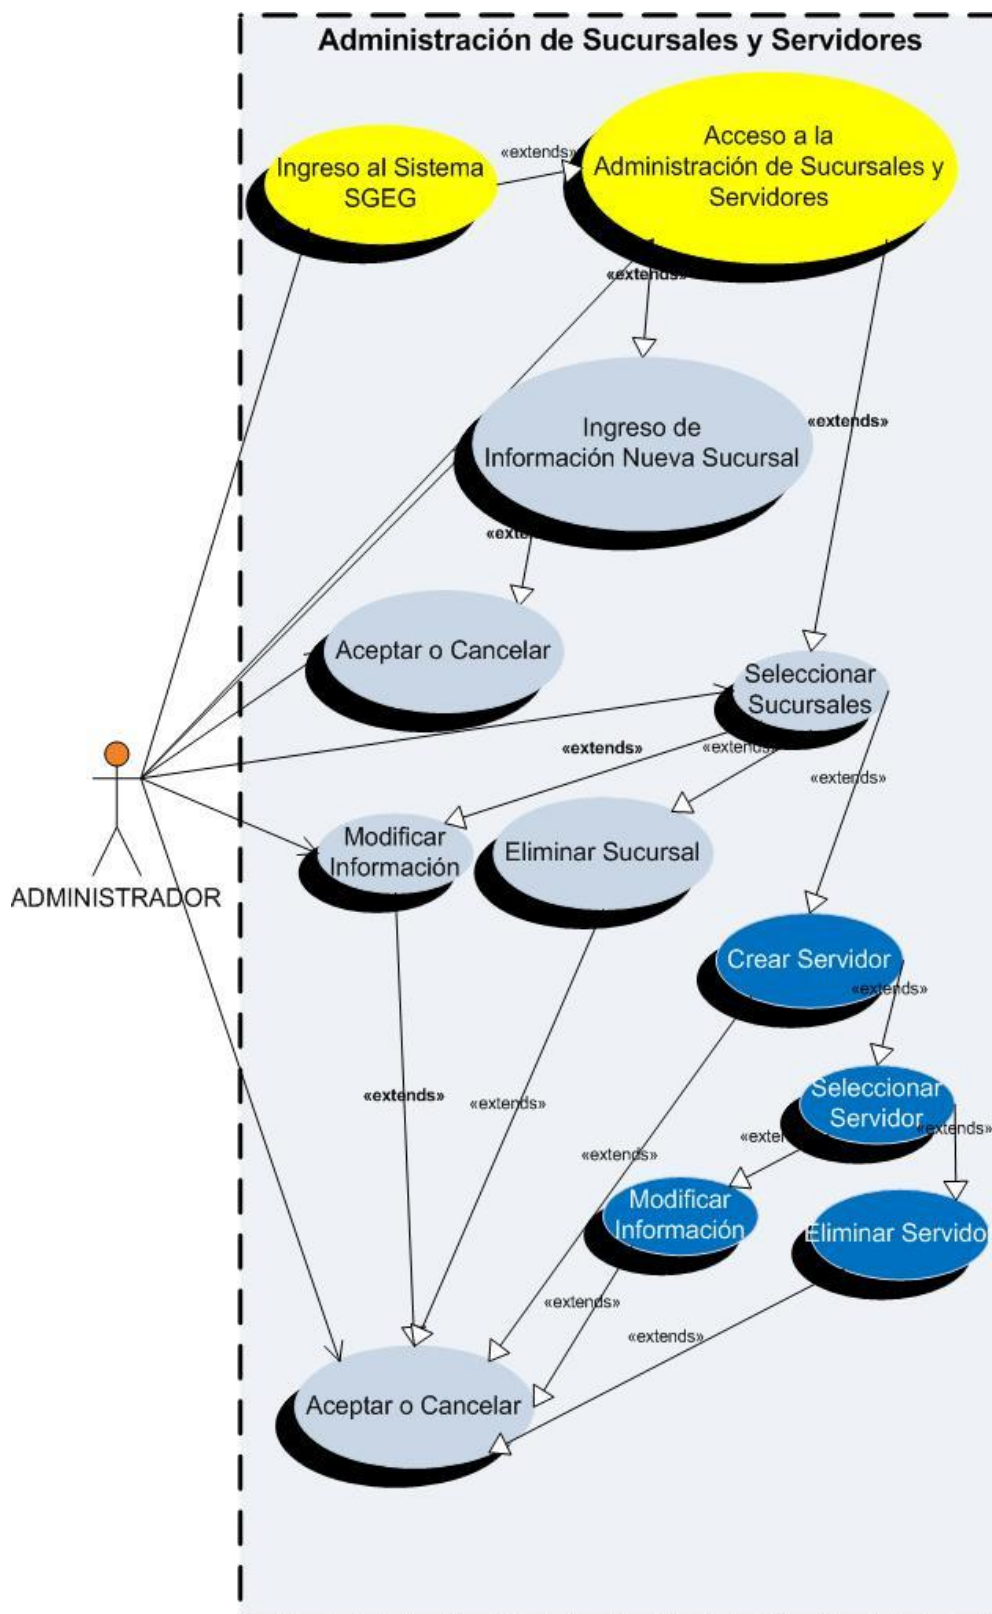 Administración de Sucursales y Servidores
«extends»
Ingreso al Sistema
SGEG
Acceso a la
Administración de Sucursales y
Servidores
«extends»
«extends»
Ingreso de
Información Nueva Sucursal
Aceptar o Cancelar
Seleccionar
Sucursales
«extends»
«extends»
«extends»
ADMINISTRADOR
Modificar
Información
Eliminar Sucursal
Crear Servidor
«extends»
Seleccionar
Servidor
«extends»
«extends»
«extends»
«exter
«extends»
Modificar
Información
Eliminar Servido
«extends»
«extends»
Aceptar o Cancelar